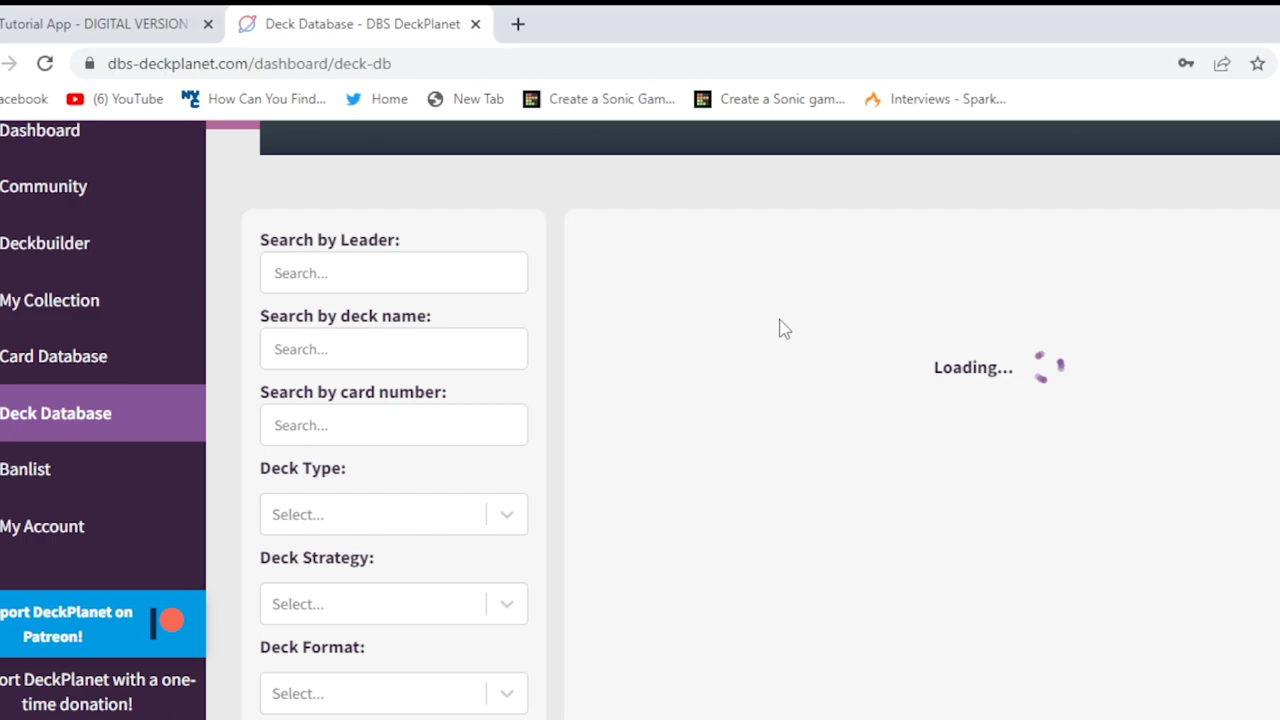 Tutorial App - DIGITAL VERSION
Deck Database - DBS DeckPlanet
dbs-deckplanet.com/dashboard/deck-db
acebook
(6) YouTube
NYC How Can You Find...
Home
New Tab
Create a Sonic Gam...
Create a Sonic gam...
Interviews - Spark...
Dashboard
Community
Deckbuilder
My Collection
Card Database
Deck Database
Banlist
My Account
port DeckPlanet on
Patreon!
ort DeckPlanet with a one-
time donation!
Search by Leader:
Search...
Search by deck name:
Search...
Search by card number:
Search...
Deck Type:
Select...
Deck Strategy:
Select...
Deck Format:
Select...
Loading...